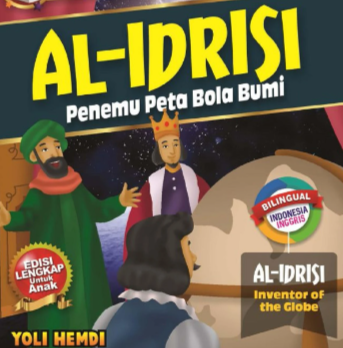 AL-IDRISI
Penemu Peta Bola Bumi
BILINGUAL
INDONESIA
INGGRIS
EDISI
LENGKAP
Untuk
Anak
AL-IDRISI
Inventor of
the Globe
YOLI HEMDI